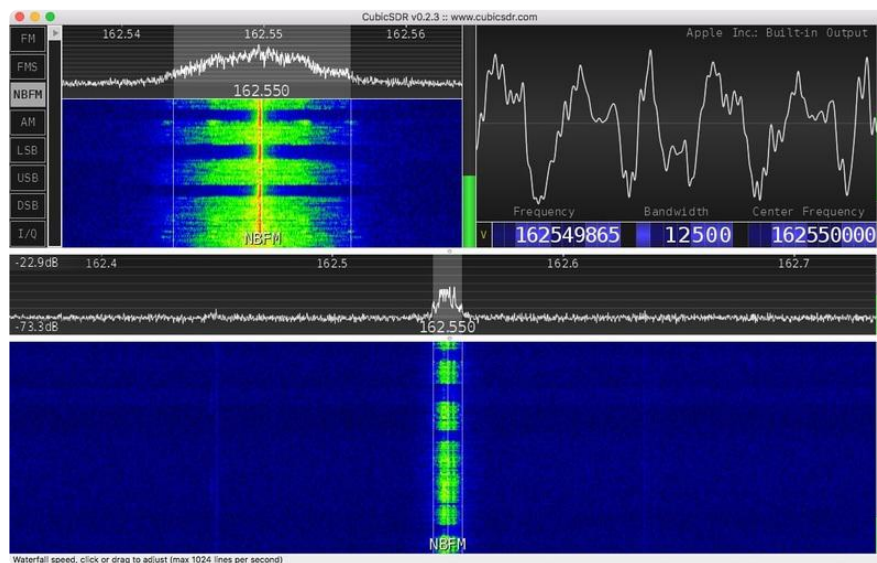 CubicSDR v0.2.3 :: www.cubicsdr.com
FM
FMS
NBFM
AM
LSB
USB
DSB
I/Q
162.54 162.55 162.56
162.550
NBFM
Apple Inc.: Built-in Output
Frequency Bandwidth Center Frequency
V 162549865 12500 162550000
-22.9dB 162.4 162.5 162.6 162.7
-73.3dB 162.550
NBFM
Waterfall speed, click or drag to adjust (max 1024 lines per second)